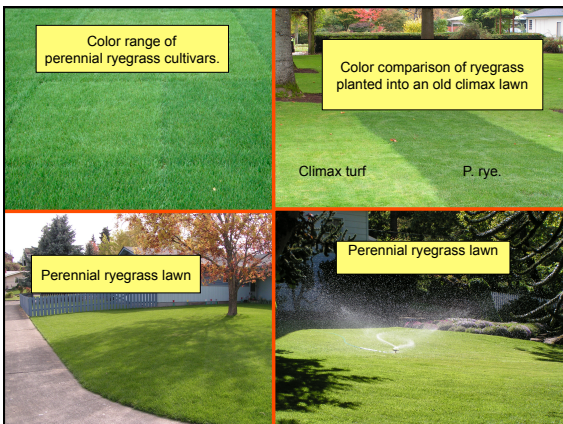 Color range of
perennial ryegrass cultivars.
Color comparison of ryegrass
planted into an old climax lawn
Climax turf
P. rye.
Perennial ryegrass lawn
Perennial ryegrass lawn